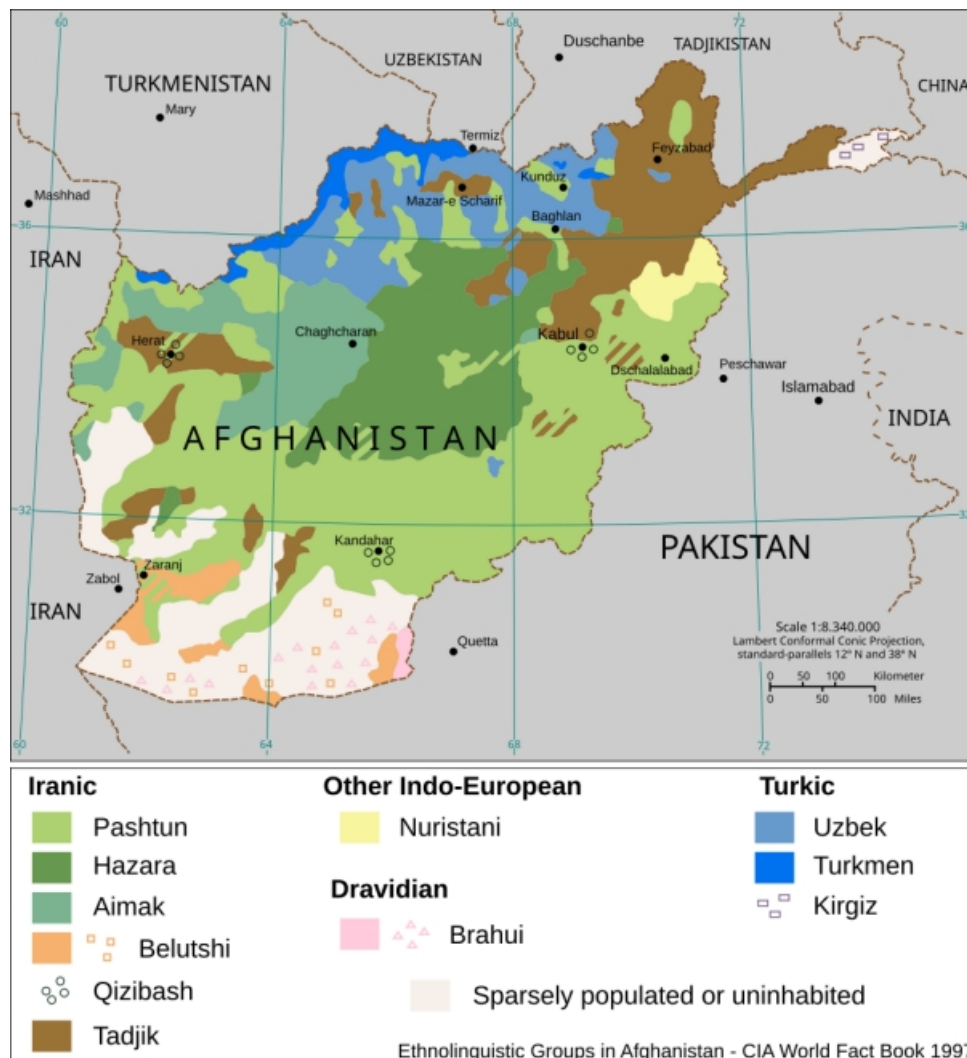 60
64
68
72
Duschanbe
TADJIKISTAN
UZBEKISTAN
TURKMENISTAN
CHINA
Mary
Termiz
Feyzabad
Kunduz
Mashhad
Mazar-e Scharif
Baghlan
36
IRAN
Herat
Chaghcharan
Kabul
Dschalalabad
Peschawar
Islamabad
INDIA
AFGHANISTAN
32
Kandahar
PAKISTAN
Zabol
Zaranj
IRAN
Quetta
Scale 1:8.340.000
Lambert Conformal Conic Projection,
standard-parallels 12° N and 38° N
0 50 100 Kilometer
0 50 100 Miles
60
64
68
72
Iranic
Pashtun
Hazara
Aimak
Belutshi
Qizibash
Tadjik
Other Indo-European
Nuristani
Dravidian
Brahui
Sparsely populated or uninhabited
Turkic
Uzbek
Turkmen
Kirgiz
Ethnolinguistic Groups in Afghanistan - CIA World Fact Book 1997